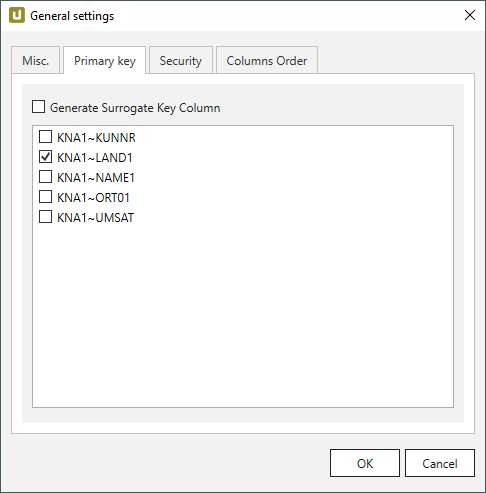 General settings
Misc.
Primary key
Security
Columns Order
Generate Surrogate Key Column
KNA1~KUNNR
KNA1~LAND1
KNA1~NAME1
KNA1~ORT01
KNA1~UMSAT
OK
Cancel